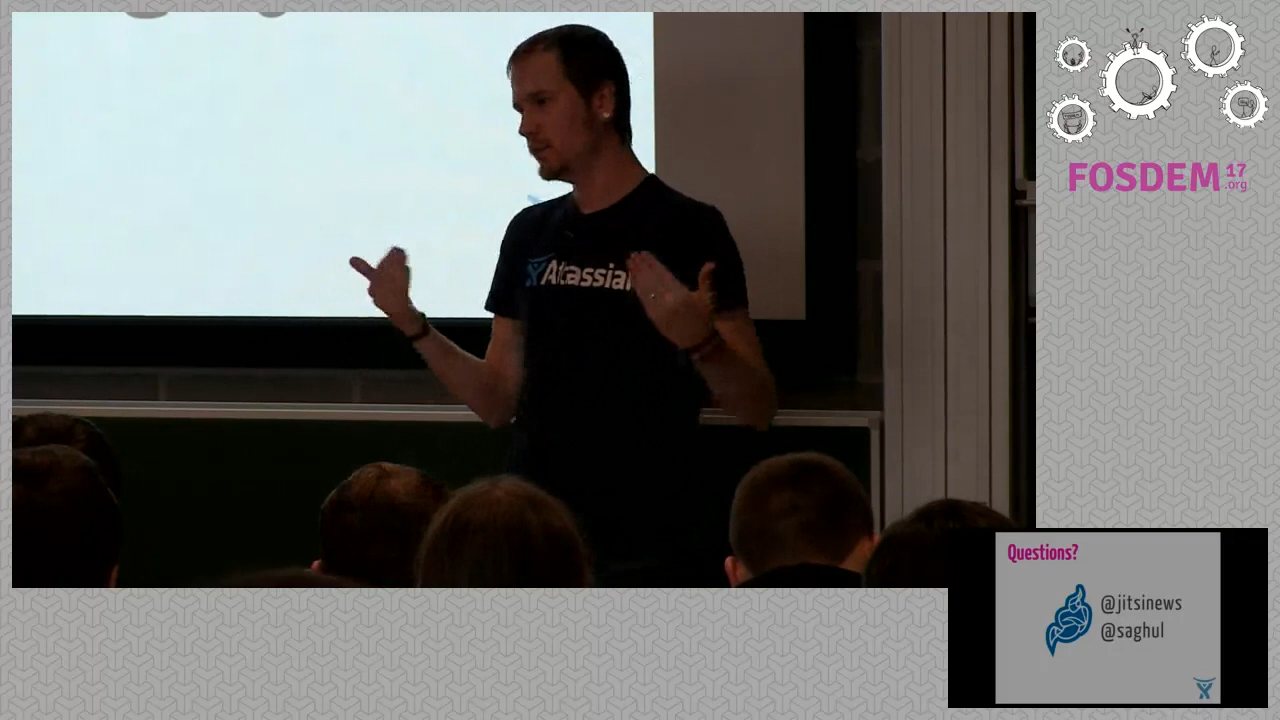 Atlassian
FOSDEM 17
.org
Questions?
@jitsinews
@saghul